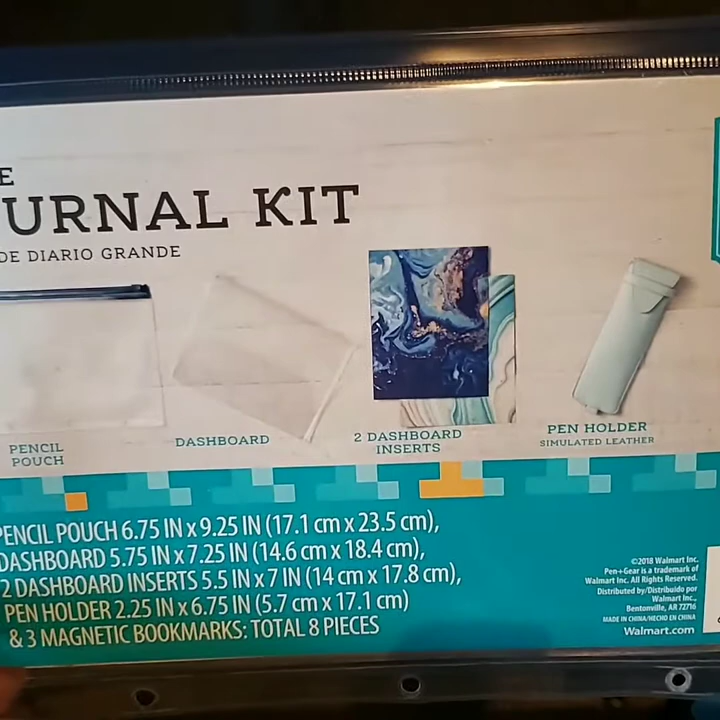 E
URNAL KIT
DE DIARIO GRANDE
PENCIL
POUCH
DASHBOARD
2 DASHBOARD
INSERTS
PEN HOLDER
SIMULATED LEATHER
PENCIL POUCH 6.75 IN x 9.25 IN (17.1 cm x 23.5 cm),
DASHBOARD 5.75 IN x 7.25 IN (14.6 cm x 18.4 cm),
2 DASHBOARD INSERTS 5.5 IN x 7 IN (14 cm x 17.8 cm),
PEN HOLDER 2.25 IN x 6.75 IN (5.7 cm x 17.1 cm)
& 3 MAGNETIC BOOKMARKS: TOTAL 8 PIECES
©2018 Walmart Inc.
Pen+Gear is a trademark of
Walmart Inc. All Rights Reserved.
Distributed by/Distribuido por
Walmart Inc.,
Bentonville, AR 72716
MADE IN CHINA/HECHO EN CHINA
Walmart.com